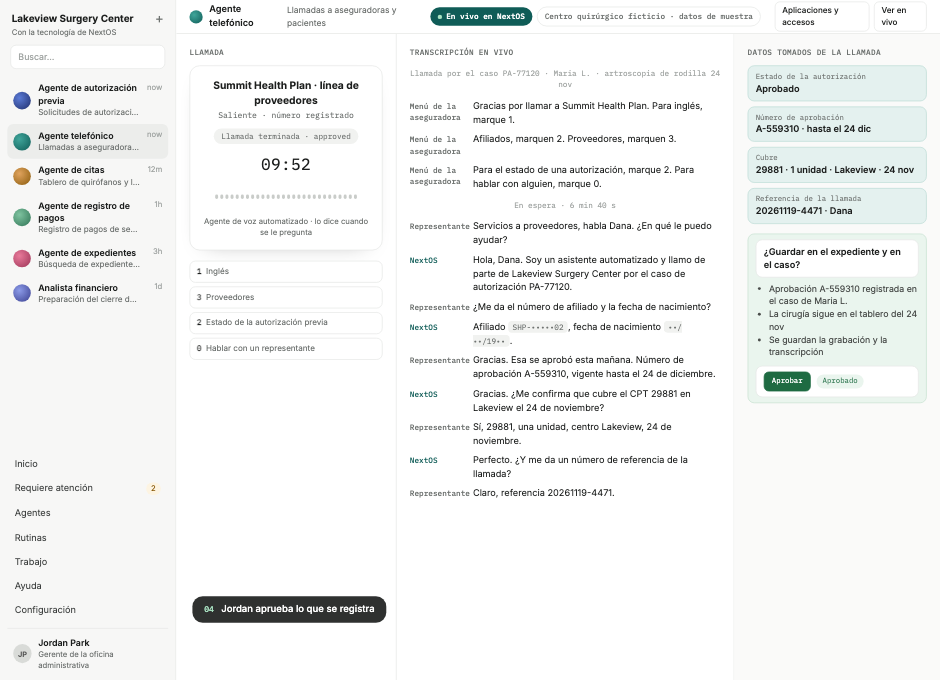 Lakeview Surgery Center
+
Con la tecnología de NextOS
Buscar...
Agente de autorización previa
now
Solicitudes de autorizaci...
Agente telefónico
now
Llamadas a aseguradora...
Agente de citas
12m
Tablero de quirófanos y l...
Agente de registro de pagos
1h
Registro de pagos de se...
Agente de expedientes
3h
Búsqueda de expediente...
Analista financiero
1d
Preparación del cierre d...
Inicio
Requiere atención
2
Agentes
Rutinas
Trabajo
Ayuda
Configuración
JP
Jordan Park
Gerente de la oficina
administrativa
Agente
telefónico
Llamadas a aseguradoras y
pacientes
En vivo en NextOS
Centro quirúrgico ficticio · datos de muestra
Aplicaciones y
accesos
Ver en
vivo
LLAMADA
Summit Health Plan · línea de
proveedores
Saliente · número registrado
Llamada terminada · approved
09:52
Agente de voz automatizado · lo dice cuando
se le pregunta
1 Inglés
3 Proveedores
2 Estado de la autorización previa
0 Hablar con un representante
04 Jordan aprueba lo que se registra
TRANSCRIPCIÓN EN VIVO
Llamada por el caso PA-77120 · Maria L. · artroscopia de rodilla 24
nov
Menú de la
aseguradora
Gracias por llamar a Summit Health Plan. Para inglés,
marque 1.
Menú de la
aseguradora
Afiliados, marquen 2. Proveedores, marquen 3.
Menú de la
aseguradora
Para el estado de una autorización, marque 2. Para
hablar con alguien, marque 0.
En espera · 6 min 40 s
Representante
Servicios a proveedores, habla Dana. ¿En qué le puedo
ayudar?
NextOS
Hola, Dana. Soy un asistente automatizado y llamo de
parte de Lakeview Surgery Center por el caso de
autorización PA-77120.
Representante
¿Me da el número de afiliado y la fecha de nacimiento?
NextOS
Afiliado SHP-•••••02 , fecha de nacimiento ••/
••/19•• .
Representante
Gracias. Esa se aprobó esta mañana. Número de
aprobación A-559310, vigente hasta el 24 de diciembre.
NextOS
Gracias. ¿Me confirma que cubre el CPT 29881 en
Lakeview el 24 de noviembre?
Representante
Sí, 29881, una unidad, centro Lakeview, 24 de
noviembre.
NextOS
Perfecto. ¿Y me da un número de referencia de la
llamada?
Representante
Claro, referencia 20261119-4471.
DATOS TOMADOS DE LA LLAMADA
Estado de la autorización
Aprobado
Número de aprobación
A-559310 · hasta el 24 dic
Cubre
29881 · 1 unidad · Lakeview · 24 nov
Referencia de la llamada
20261119-4471 · Dana
¿Guardar en el expediente y en
el caso?
• Aprobación A-559310 registrada en
el caso de Maria L.
• La cirugía sigue en el tablero del 24
nov
• Se guardan la grabación y la
transcripción
Aprobar
Aprobado